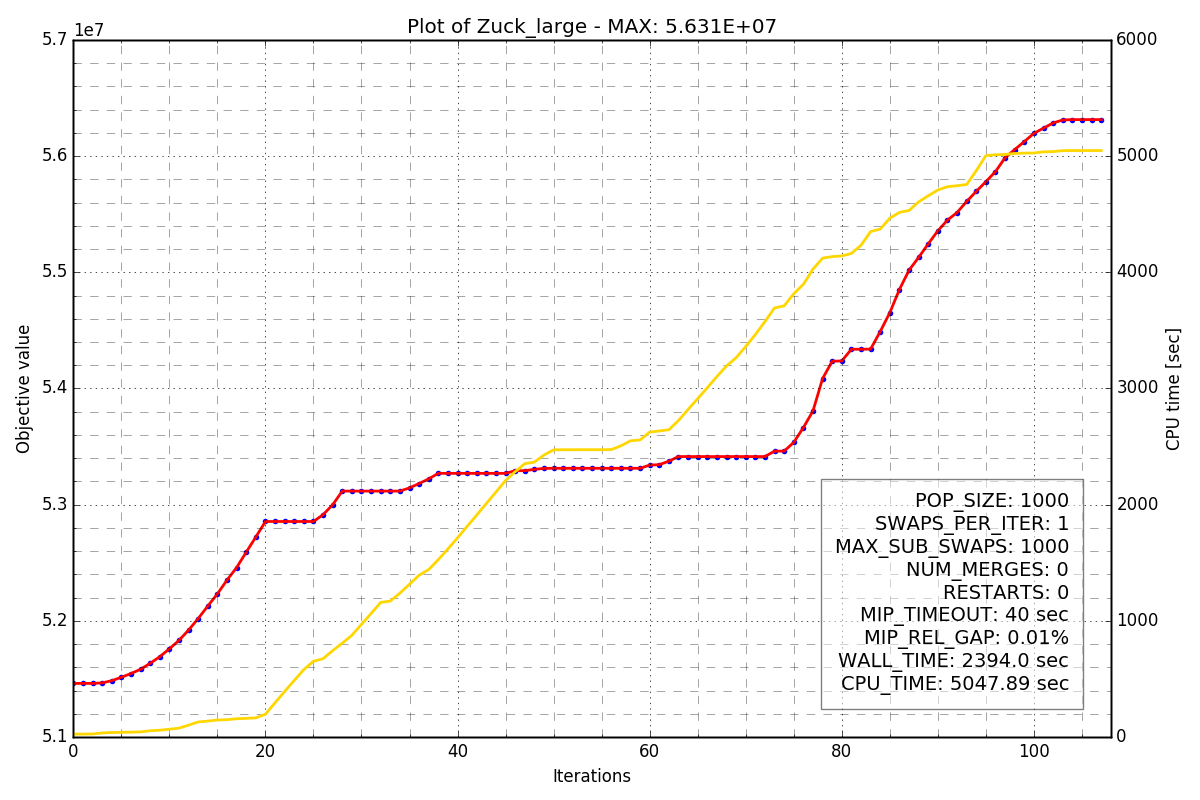 Plot of Zuck_large - MAX: 5.631E+07
1e7
5.7
5.6
5.5
5.4
5.3
5.2
5.1
Objective value
6000
5000
4000
3000
2000
1000
0
CPU time [sec]
POP_SIZE: 1000
SWAPS_PER_ITER: 1
MAX_SUB_SWAPS: 1000
NUM_MERGES: 0
RESTARTS: 0
MIP_TIMEOUT: 40 sec
MIP_REL_GAP: 0.01%
WALL_TIME: 2394.0 sec
CPU_TIME: 5047.89 sec
0 20 40 60 80 100
Iterations